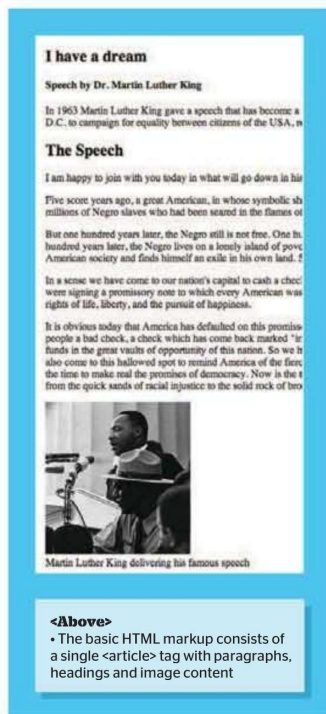 I have a dream
Speech by Dr. Martin Luther King
In 1963 Martin Luther King gave a speech that has become a
D.C. to campaign for equality between citizens of the USA,
The Speech
I am happy to join with you today in what will go down in his
Five score years ago, a great American, in whose symbolic sh
millions of Negro slaves who had been seared in the flames of
But one hundred years later, the Negro still is not free. One hu
hundred years later, the Negro lives on a lonely island of pove
American society and finds himself an exile in his own land.
In a sense we have come to our nation's capital to cash a chec
were signing a promissory note to which every American was
rights of life, liberty, and the pursuit of happiness.
It is obvious today that America has defaulted on this promiss
people a bad check, a check which has come back marked "in
funds in the great vaults of opportunity of this nation. So we h
also come to this hallowed spot to remind America of the fierc
the time to make real the promises of democracy. Now is the t
from the quick sands of racial injustice to the solid rock of bro
Martin Luther King delivering his famous speech
<Above>
• The basic HTML markup consists of
a single <article> tag with paragraphs,
headings and image content